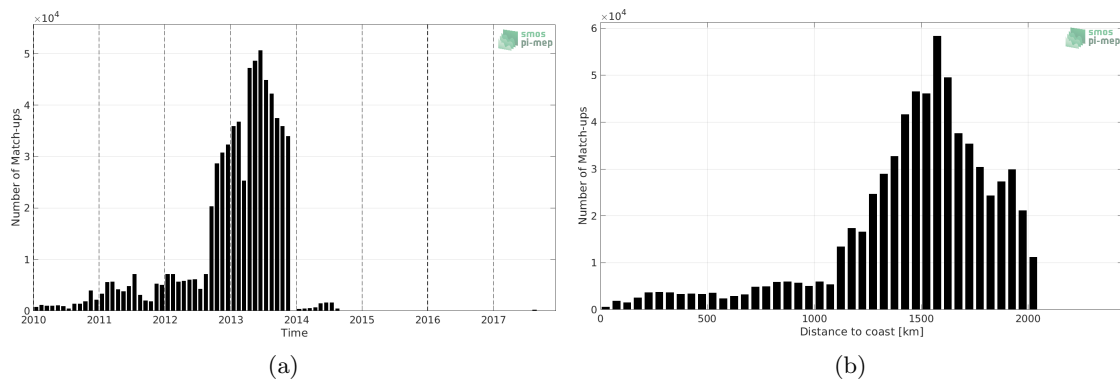 ×10⁴
smos
pi-mep
5
4
3
2
1
0
Number of Match-ups
2010 2011 2012 2013 2014 2015 2016 2017
Time
(a)
×10⁴
smos
pi-mep
6
5
4
3
2
1
0
Number of Match-ups
0 500 1000 1500 2000
Distance to coast [km]
(b)